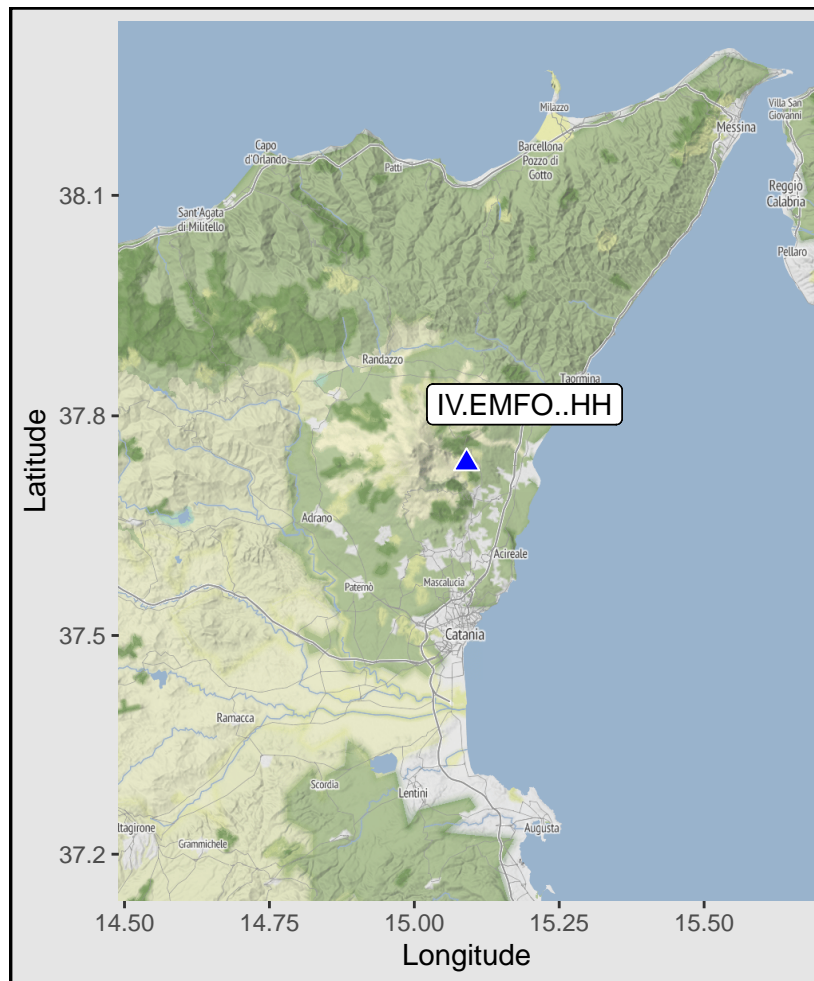 Milazzo
Villa San
Giovanni
Messina
Capo
d'Orlando
Barcellona
Pozzo di
Gotto
Patti
Reggio
Calabria
38.1
Sant'Agata
di Militello
Pellaro
Randazzo
Taormina
IV.EMFO..HH
37.8
Latitude
Adrano
Acireale
Mascalucia
Paternò
37.5
Catania
Ramacca
Scordia
Lentini
Augusta
ltagirone
Grammichele
37.2
14.50
14.75
15.00
15.25
15.50
Longitude